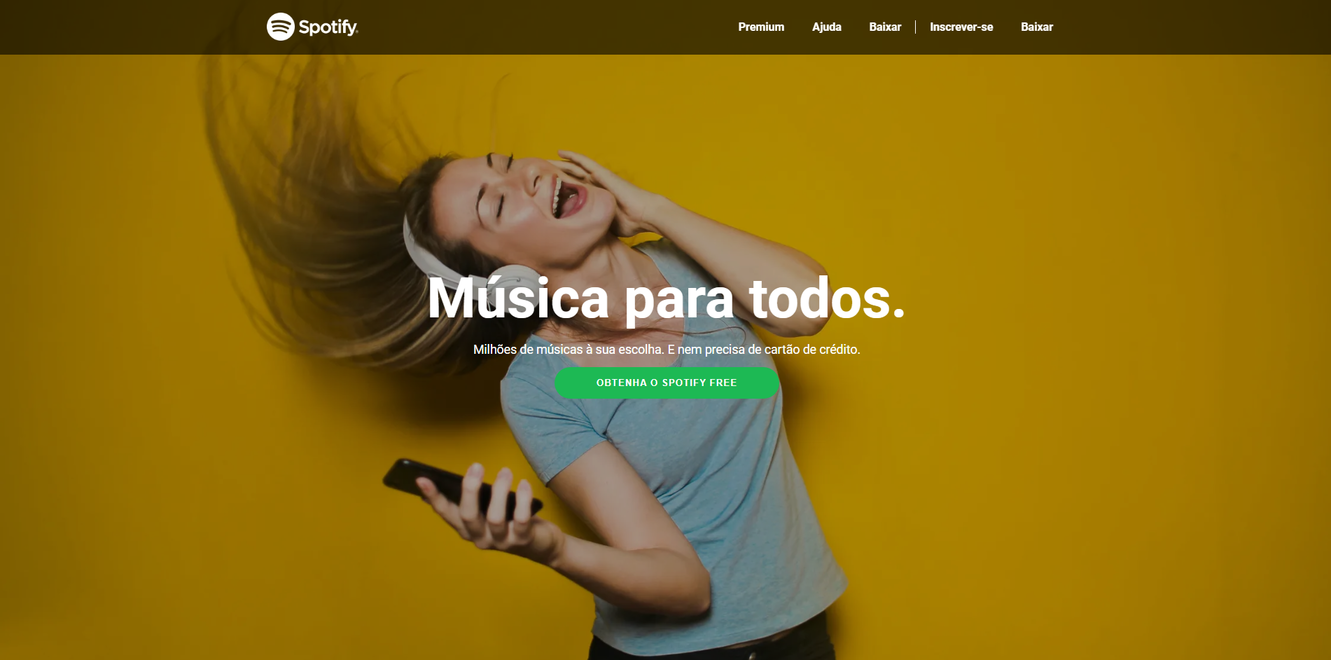 Spotify
Premium Ajuda Baixar Inscrever-se Baixar
Música para todos.
Milhões de músicas à sua escolha. E nem precisa de cartão de crédito.
OBTENHA O SPOTIFY FREE